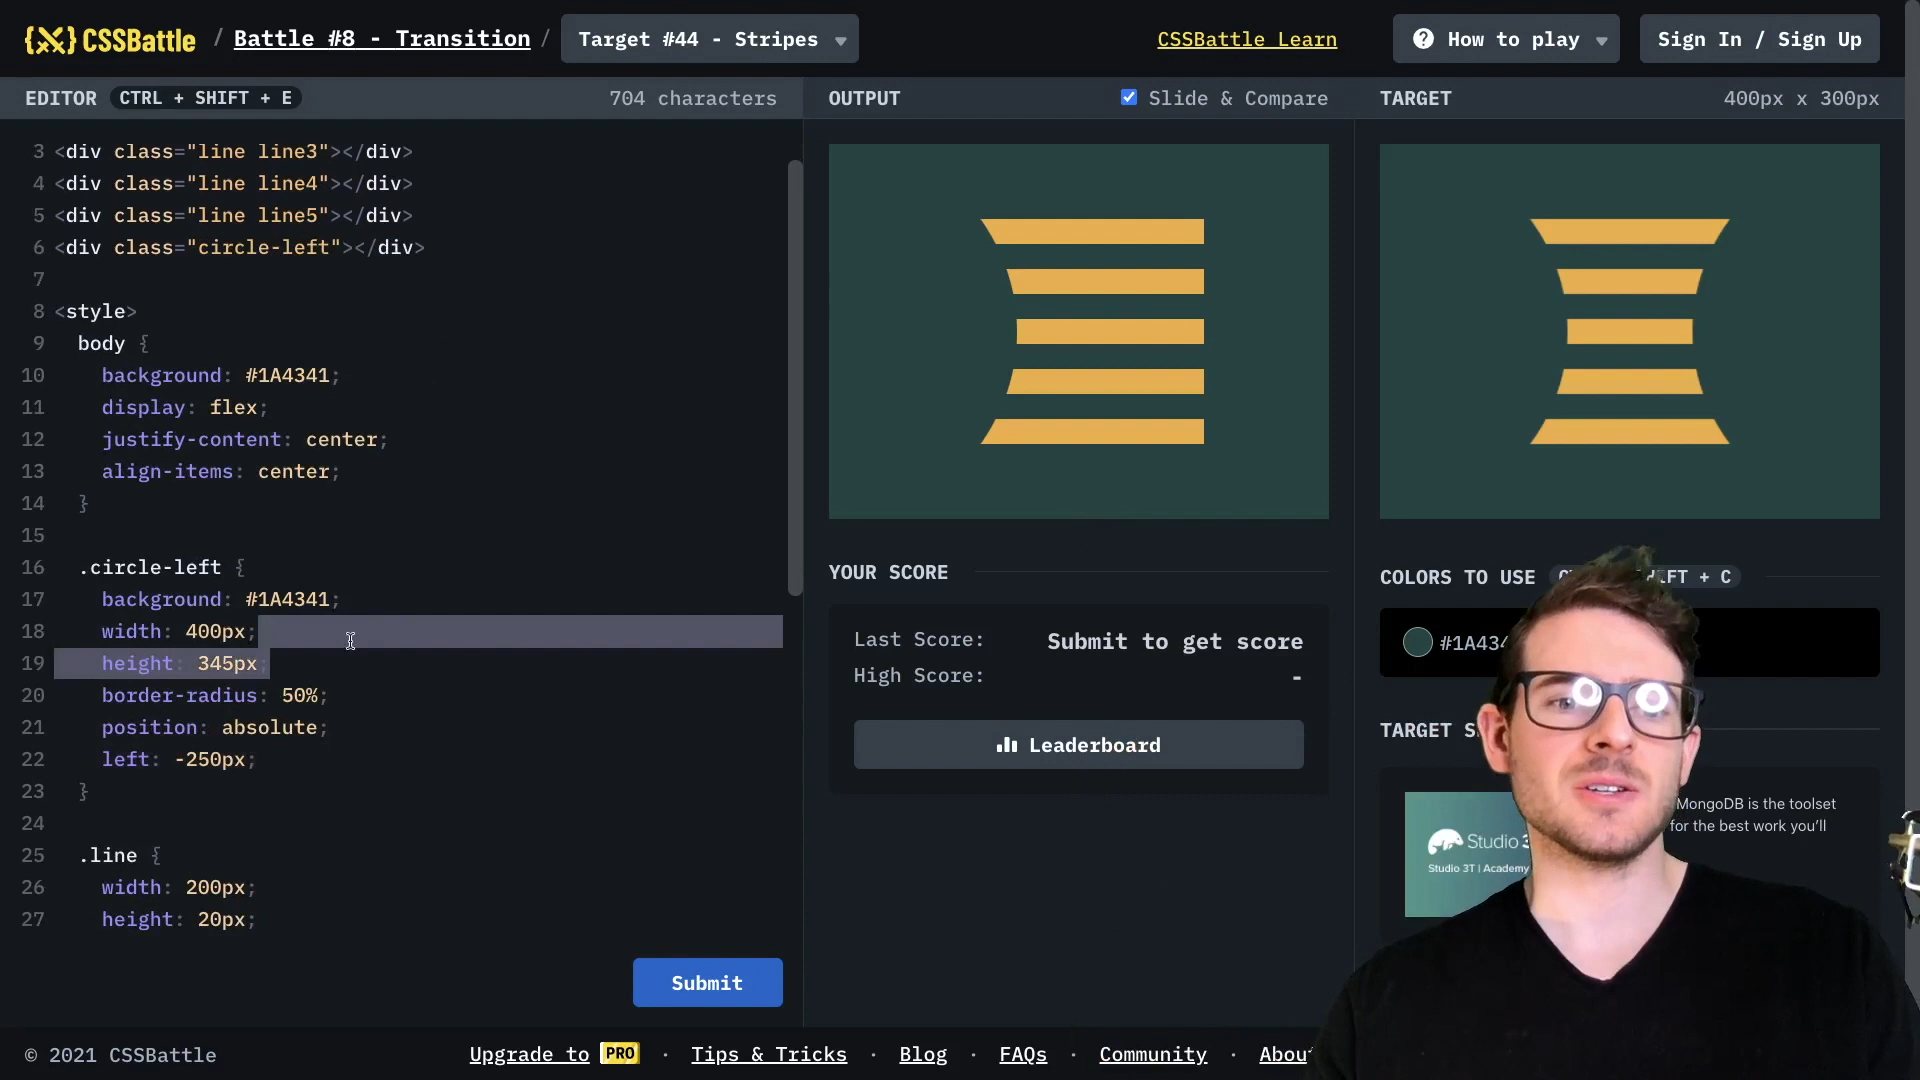 {X} CSSBattle / Battle #8 - Transition / Target #44 - Stripes
CSSBattle Learn
How to play
Sign In / Sign Up
EDITOR CTRL + SHIFT + E 704 characters
OUTPUT Slide & Compare
TARGET 400px x 300px
3 <div class="line line3"></div>
4 <div class="line line4"></div>
5 <div class="line line5"></div>
6 <div class="circle-left"></div>
7
8 <style>
9 body {
10 background: #1A4341;
11 display: flex;
12 justify-content: center;
13 align-items: center;
14 }
15
16 .circle-left {
17 background: #1A4341;
18 width: 400px;
19 height: 345px;
20 border-radius: 50%;
21 position: absolute;
22 left: -250px;
23 }
24
25 .line {
26 width: 200px;
27 height: 20px;
Submit
YOUR SCORE
Last Score: Submit to get score
High Score: -
Leaderboard
COLORS TO USE + C
#1A434
TARGET
Studio 3
Studio 3T | Academy
MongoDB is the toolset
for the best work you'll
© 2021 CSSBattle
Upgrade to PRO · Tips & Tricks · Blog · FAQs · Community · About